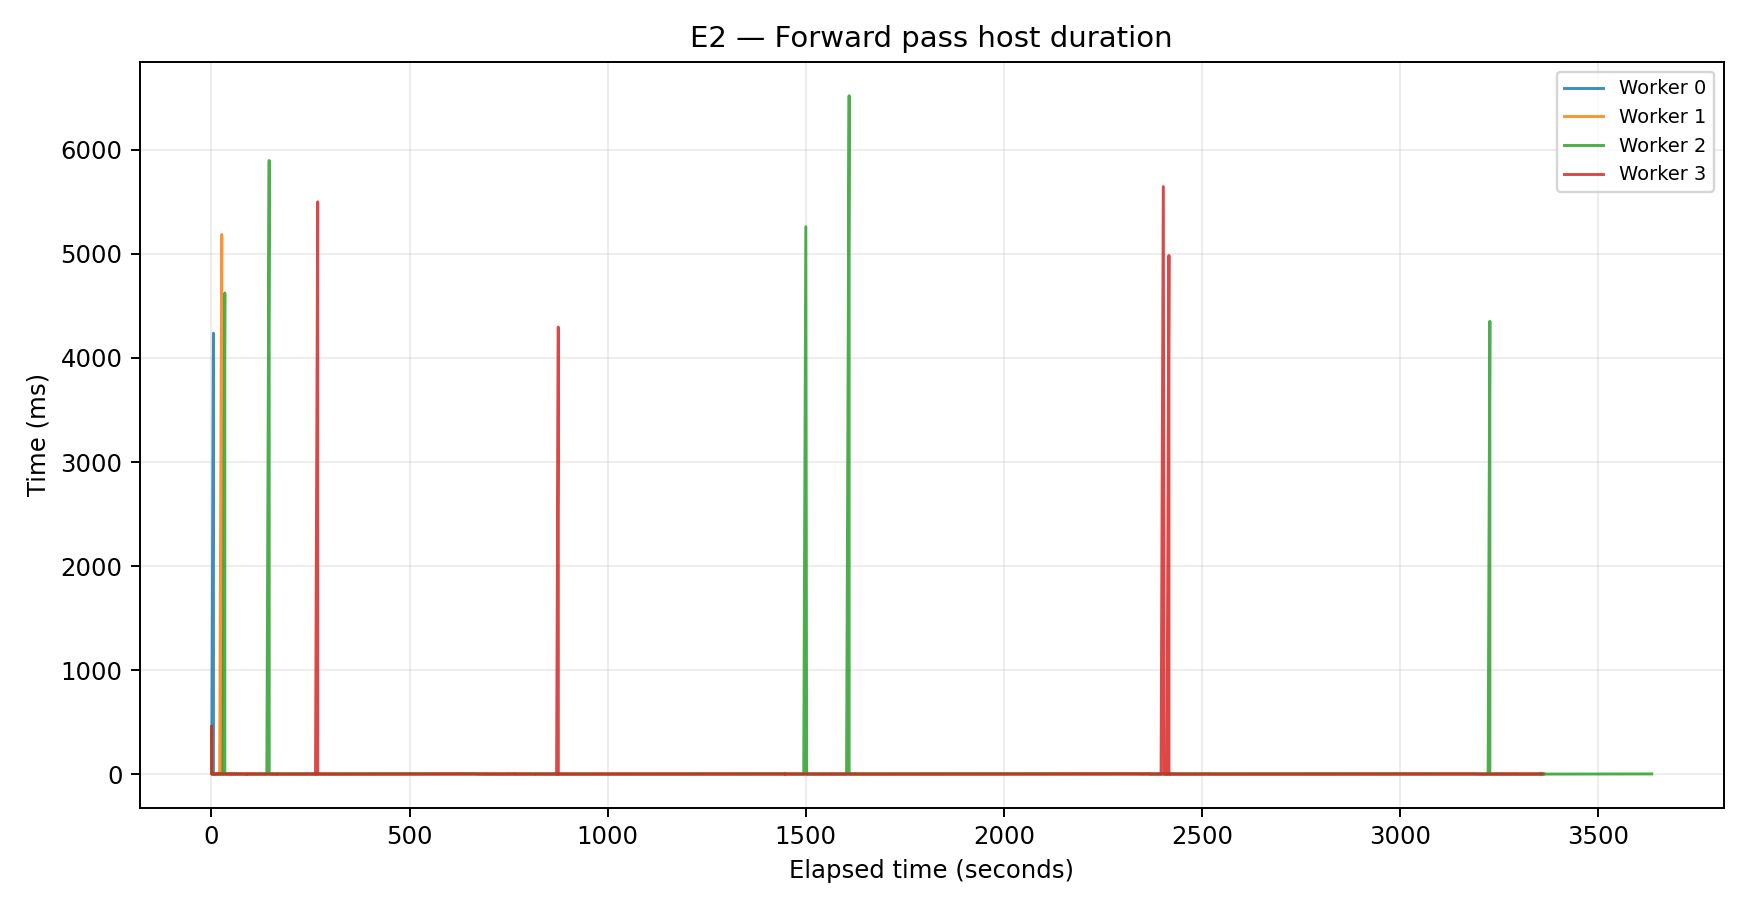 E2 — Forward pass host duration
Worker 0
Worker 1
Worker 2
Worker 3
Time (ms)
6000
5000
4000
3000
2000
1000
0
0 500 1000 1500 2000 2500 3000 3500
Elapsed time (seconds)